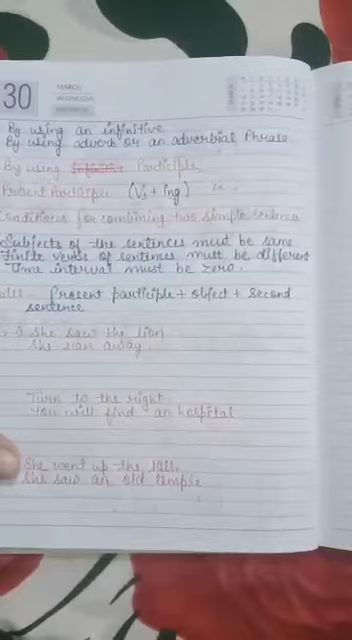 30
MARCH
WEDNESDAY
By using an infinitive
By using adverb or an adverbial Phrase
By using Infinitive Participle
Present Participle (V₁ + ing)
Conditions for combining two simple sentence
Subjects of the sentences must be same
Finite verbs of sentences must be different
Time interval must be zero.
Present participle + object + second
sentence
She saw the lion.
She ran away.
Turn to the right.
You will find an hospital
She went up the hill.
She saw an old temple